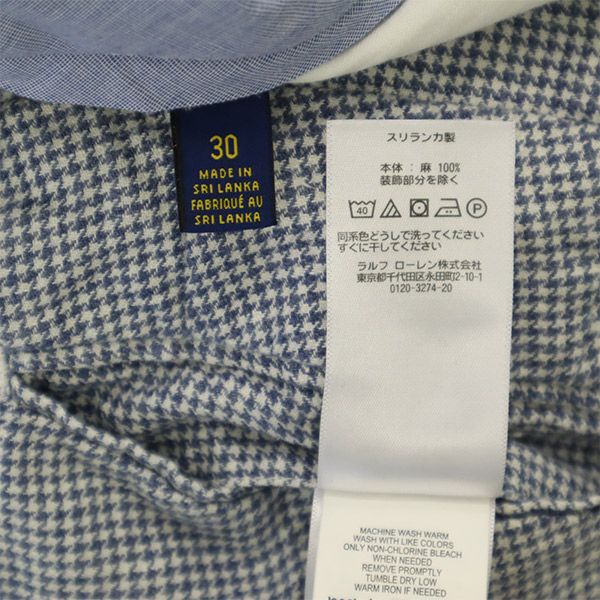 30
MADE IN
SRI LANKA
FABRIQUÉ AU
SRI LANKA
スリランカ製
本体 : 麻 100%
装飾部分を除く
40
P
同系色どうしで洗ってください
すぐに干してください
ラルフ ローレン株式会社
東京都千代田区永田町2-10-1
0120-3274-20
MACHINE WASH WARM
WASH WITH LIKE COLORS
ONLY NON-CHLORINE BLEACH
WHEN NEEDED
REMOVE PROMPTLY
TUMBLE DRY LOW
WARM IRON IF NEEDED